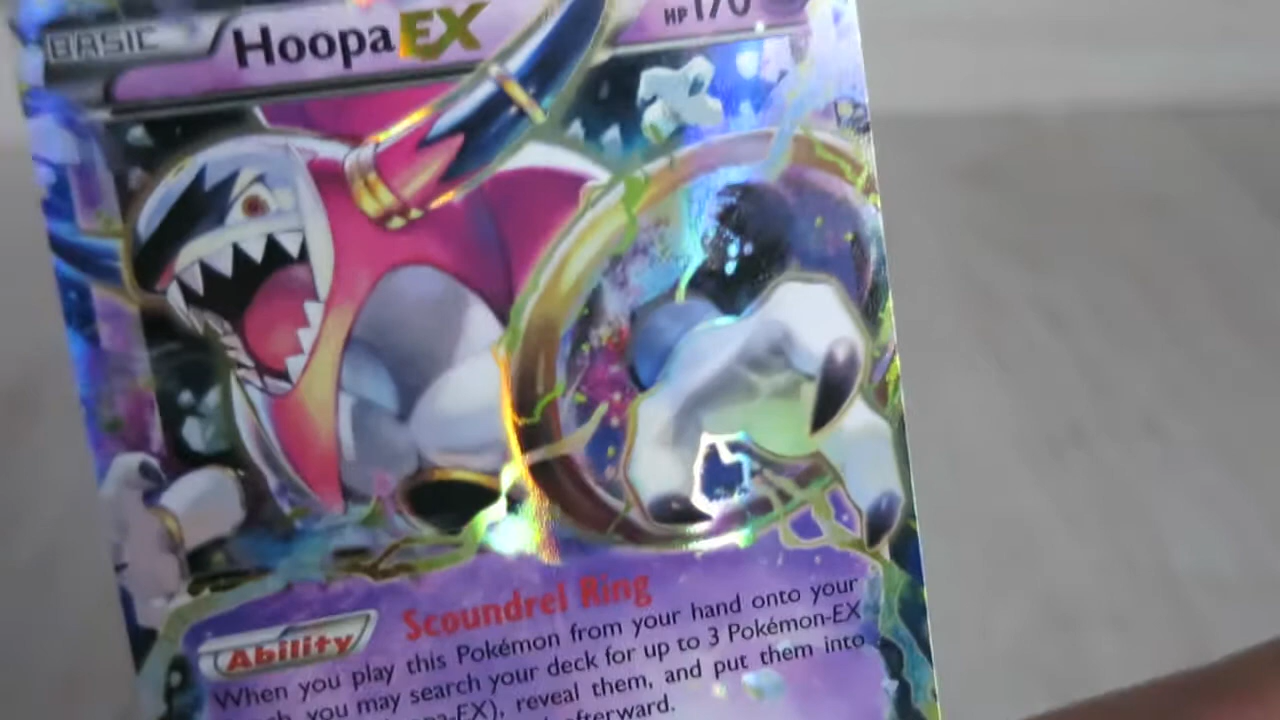 BASIC Hoopa EX HP 170
Ability Scoundrel Ring
When you play this Pokémon from your hand onto your
you may search your deck for up to 3 Pokémon-EX
-EX), reveal them, and put them into
afterward.